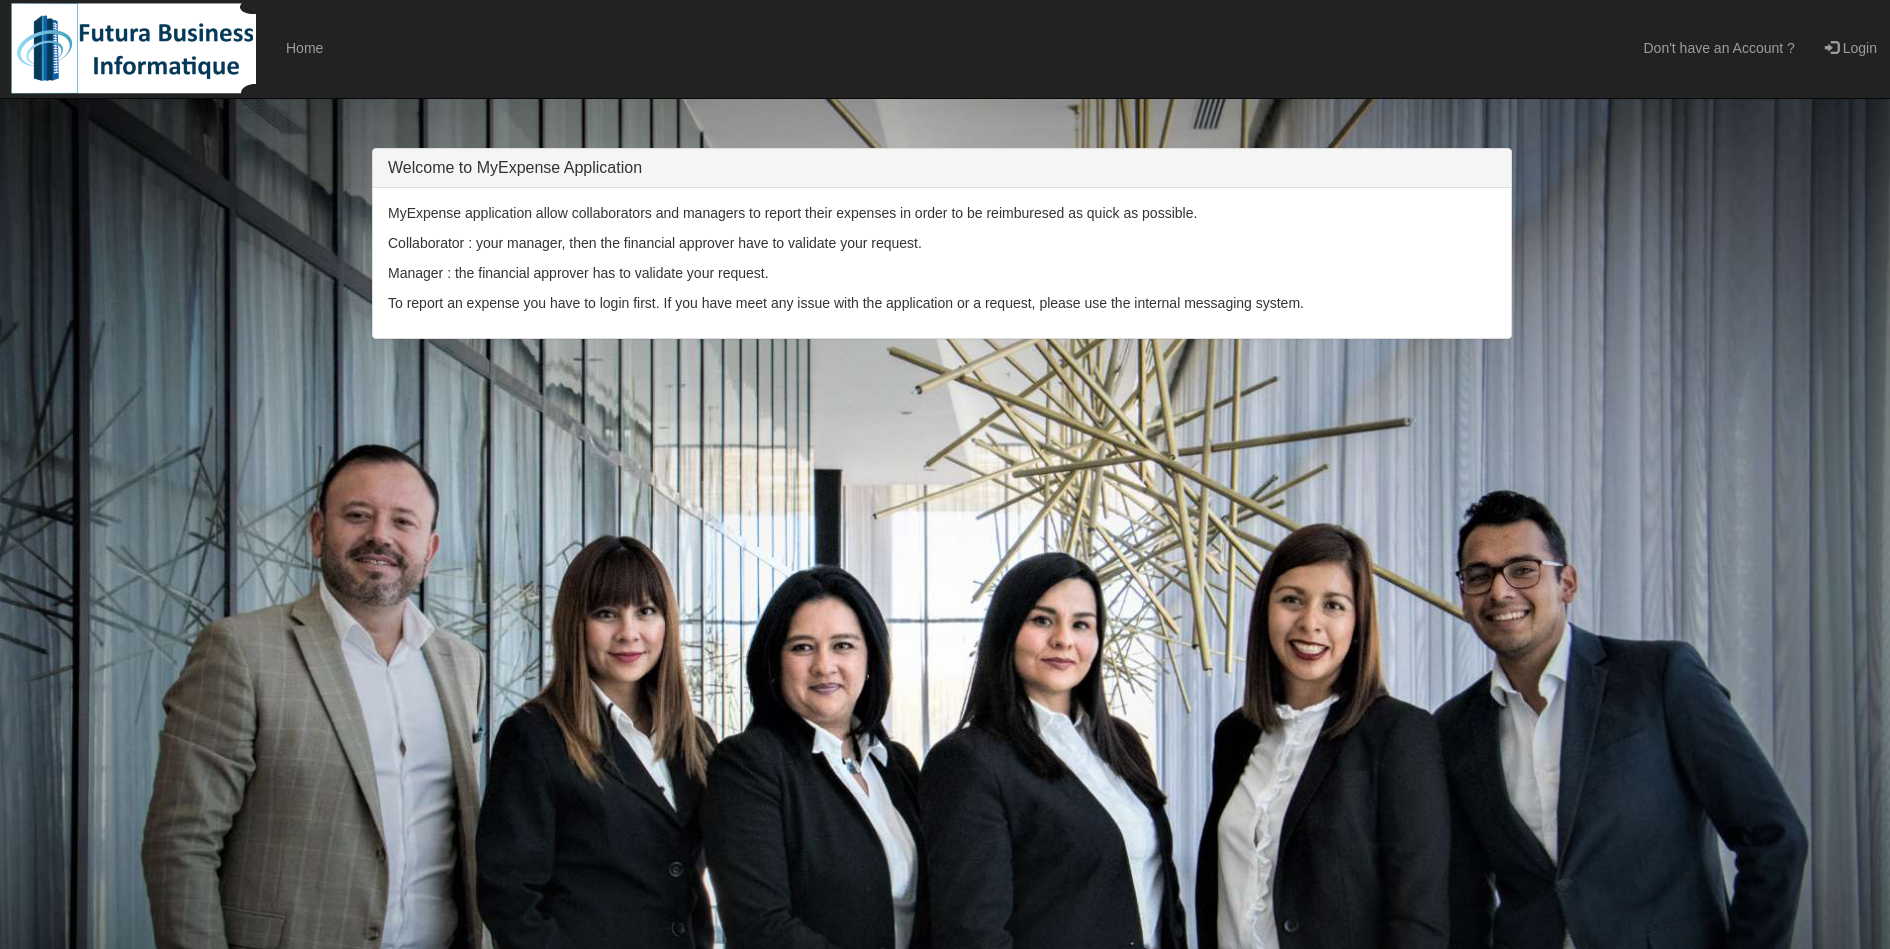 Futura Business
Informatique
Home
Don't have an Account ?
Login
Welcome to MyExpense Application
MyExpense application allow collaborators and managers to report their expenses in order to be reimburesed as quick as possible.
Collaborator : your manager, then the financial approver have to validate your request.
Manager : the financial approver has to validate your request.
To report an expense you have to login first. If you have meet any issue with the application or a request, please use the internal messaging system.